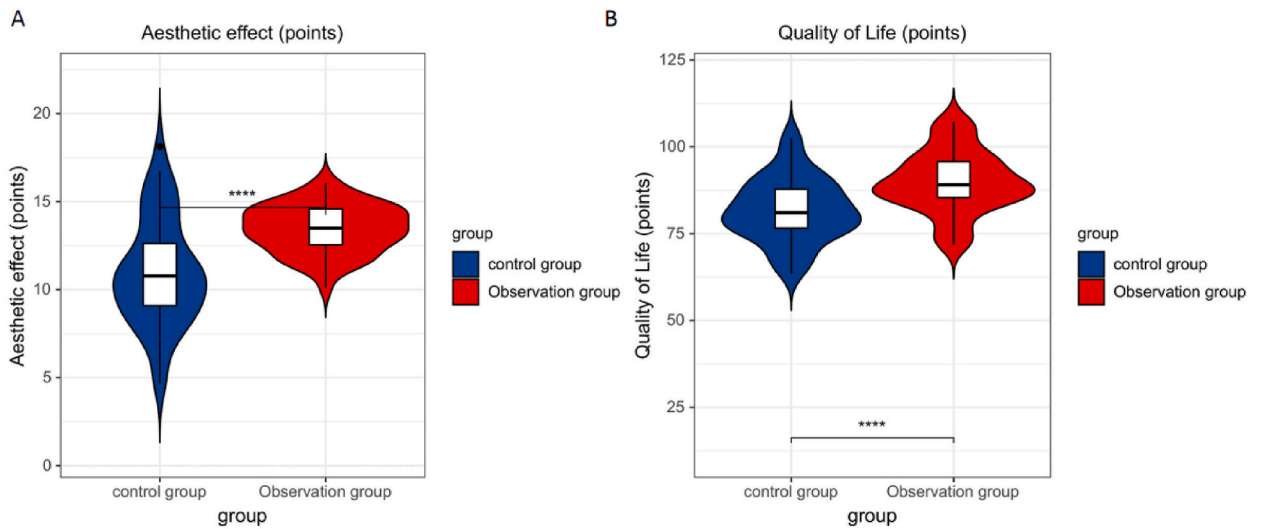 A
Aesthetic effect (points)
Aesthetic effect (points)
20
15
10
5
0
****
control group
Observation group
group
group
control group
Observation group
B
Quality of Life (points)
Quality of Life (points)
125
100
75
50
25
****
control group
Observation group
group
group
control group
Observation group